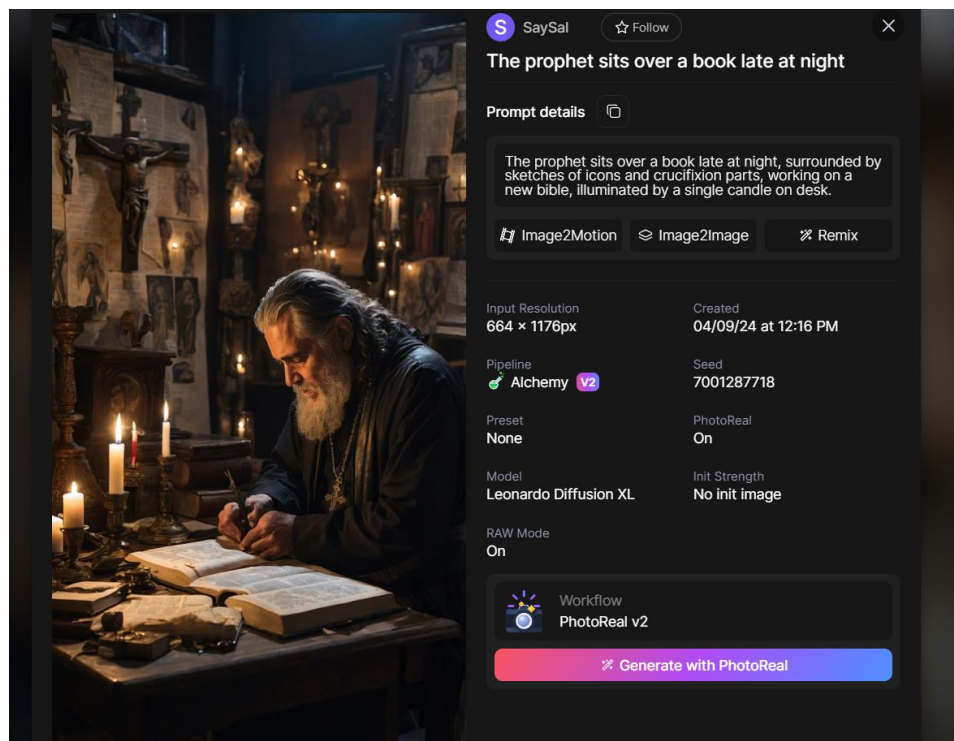 S SaySal Follow
The prophet sits over a book late at night
Prompt details
The prophet sits over a book late at night, surrounded by
sketches of icons and crucifixion parts, working on a
new bible, illuminated by a single candle on desk.
Image2Motion Image2Image Remix
Input Resolution
664 × 1176px
Created
04/09/24 at 12:16 PM
Pipeline
Alchemy V2
Seed
7001287718
Preset
None
PhotoReal
On
Model
Leonardo Diffusion XL
Init Strength
No init image
RAW Mode
On
Workflow
PhotoReal v2
Generate with PhotoReal